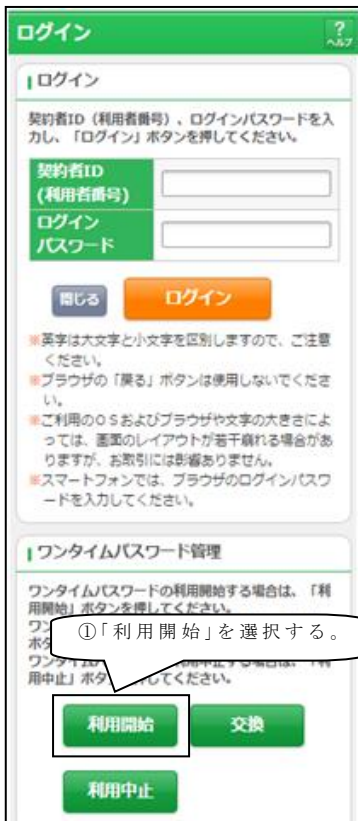 ログイン
?
ヘルプ
ログイン
契約者ID(利用者番号)、ログインパスワードを入
力し、「ログイン」ボタンを押してください。
契約者ID
(利用者番号)
ログイン
パスワード
閉じる
ログイン
※英字は大文字と小文字を区別しますので、ご注意
ください。
※ブラウザの「戻る」ボタンは使用しないでくださ
い。
※ご利用のOSおよびブラウザや文字の大きさによ
っては、画面のレイアウトが若干崩れる場合があ
りますが、お取引には影響ありません。
※スマートフォンでは、ブラウザのログインパスワ
ードを入力してください。
ワンタイムパスワード管理
ワンタイムパスワードの利用開始する場合は、「利
用開始」ボタンを押してください。
①「利用開始」を選択する。
用中止」ボタ
してください。
利用開始
交換
利用中止